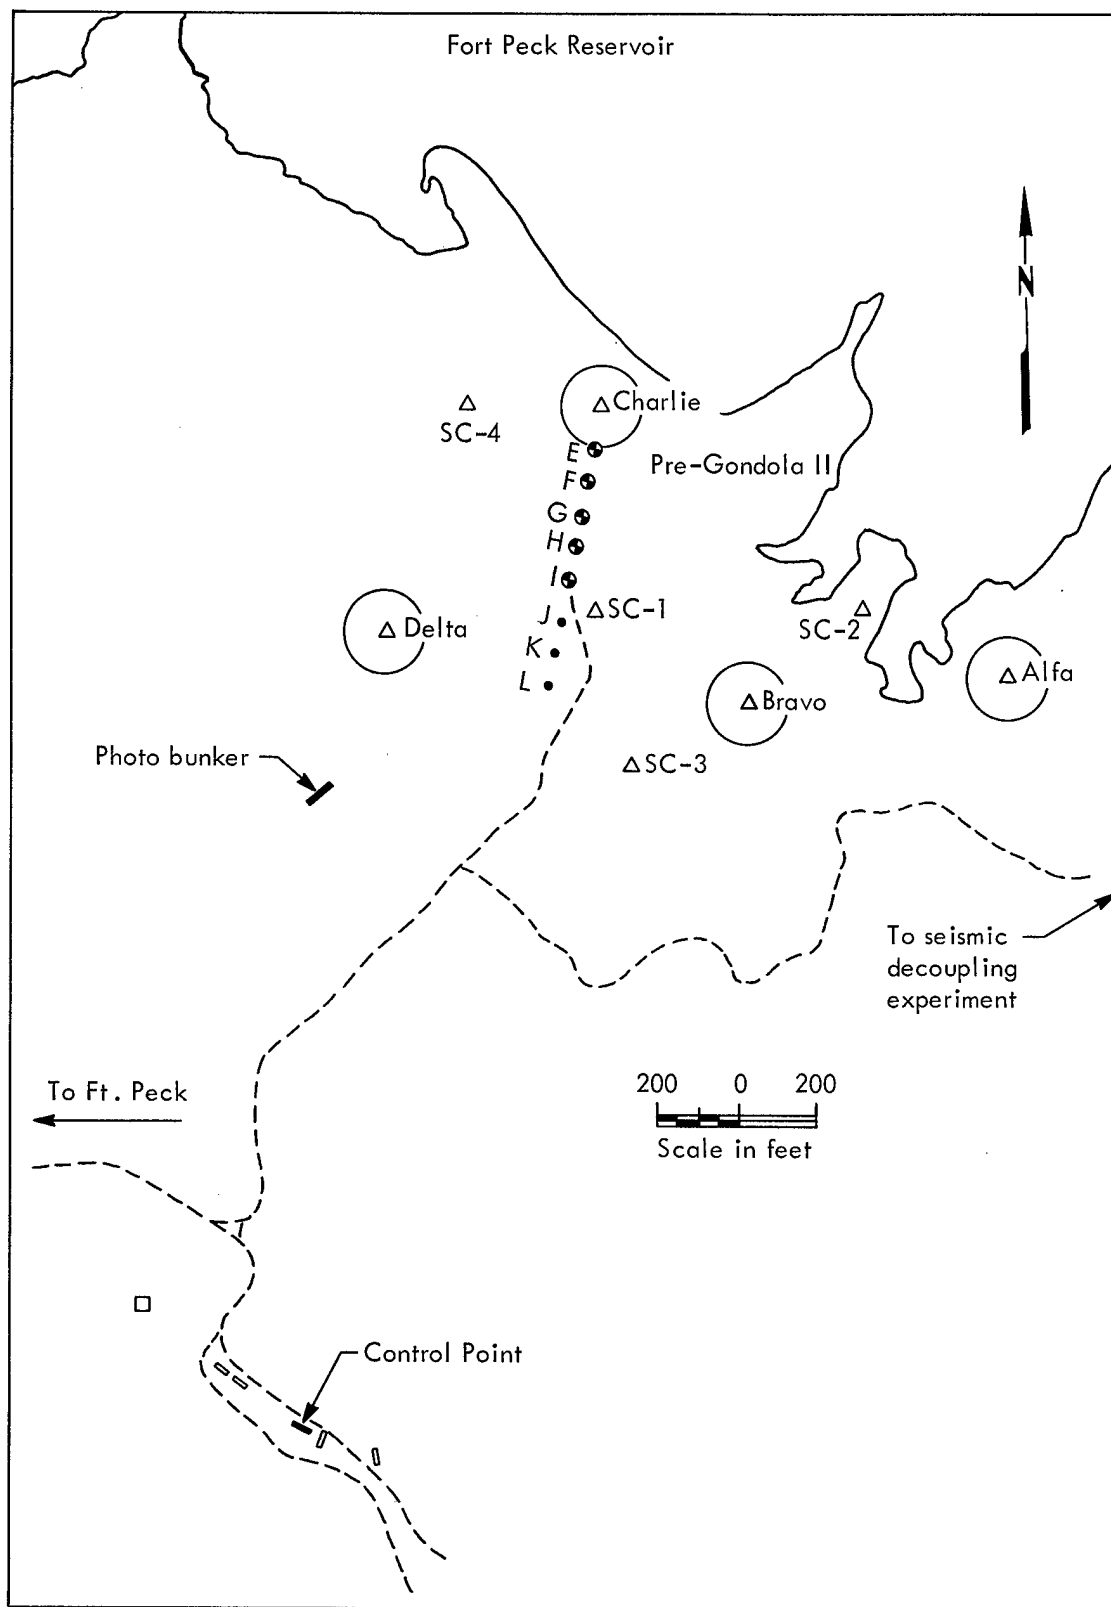 Fort Peck Reservoir
N
Charlie
SC-4
E
Pre-Gondola II
F
G
H
I
SC-1
J
SC-2
Delta
K
L
Alfa
Bravo
Photo bunker
SC-3
To seismic
decoupling
experiment
200 0 200
Scale in feet
To Ft. Peck
Control Point